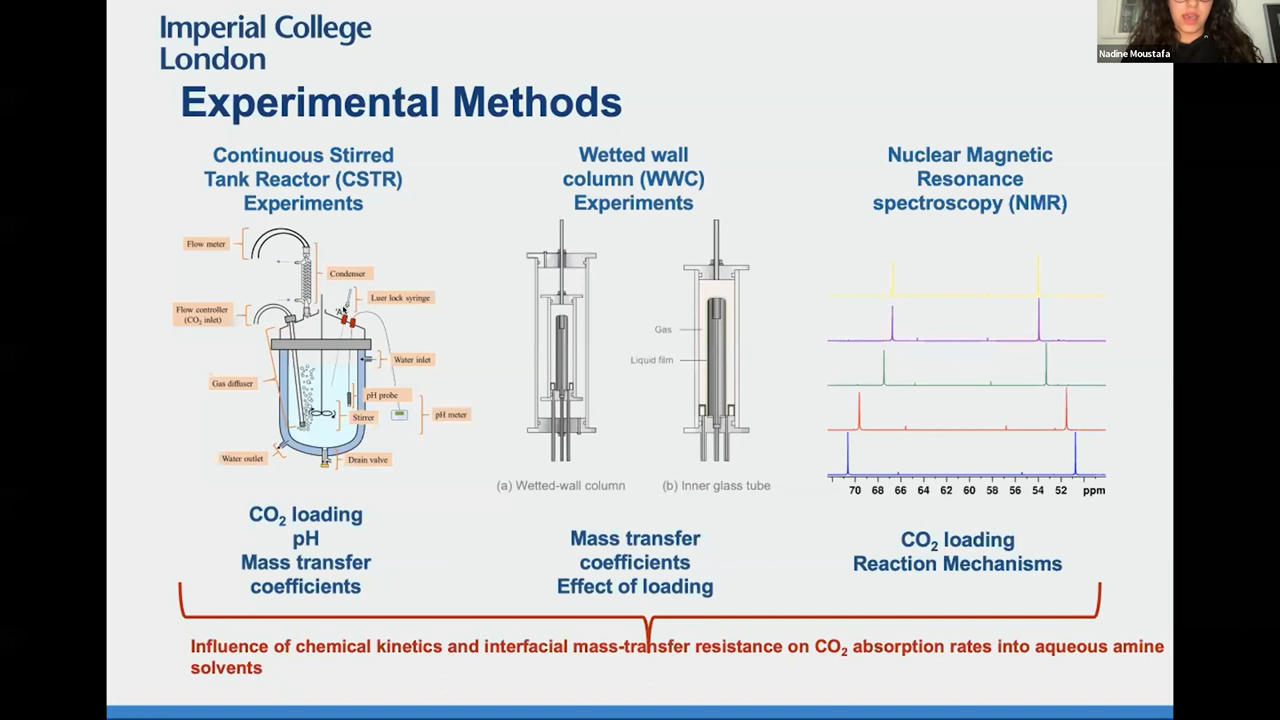 Imperial College
London
Nadine Moustafa
Experimental Methods
Continuous Stirred
Tank Reactor (CSTR)
Experiments
Flow meter
Condenser
Luer lock syringe
Flow controller
(CO₂ inlet)
Water inlet
Gas diffuser
pH probe
Stirrer
pH meter
Water outlet
Drain valve
CO₂ loading
pH
Mass transfer
coefficients
Wetted wall
column (WWC)
Experiments
Gas
Liquid film
(a) Wetted-wall column
(b) Inner glass tube
Mass transfer
coefficients
Effect of loading
Nuclear Magnetic
Resonance
spectroscopy (NMR)
70 68 66 64 62 60 58 56 54 52 ppm
CO₂ loading
Reaction Mechanisms
Influence of chemical kinetics and interfacial mass-transfer resistance on CO₂ absorption rates into aqueous amine
solvents